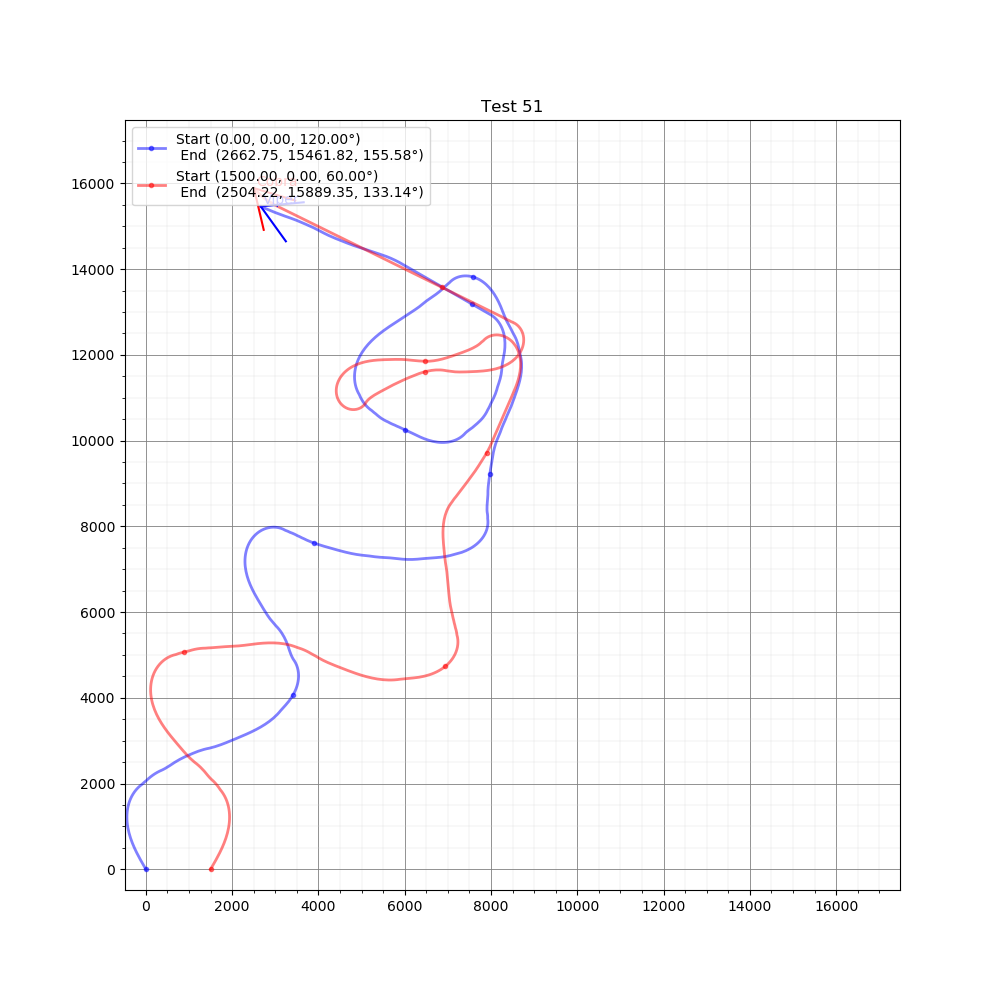 Test 51
Start (0.00, 0.00, 120.00°)
End  (2662.75, 15461.82, 155.58°)
Start (1500.00, 0.00, 60.00°)
End  (2504.22, 15889.35, 133.14°)
16000
14000
12000
10000
8000
6000
4000
2000
0
0 2000 4000 6000 8000 10000 12000 14000 16000